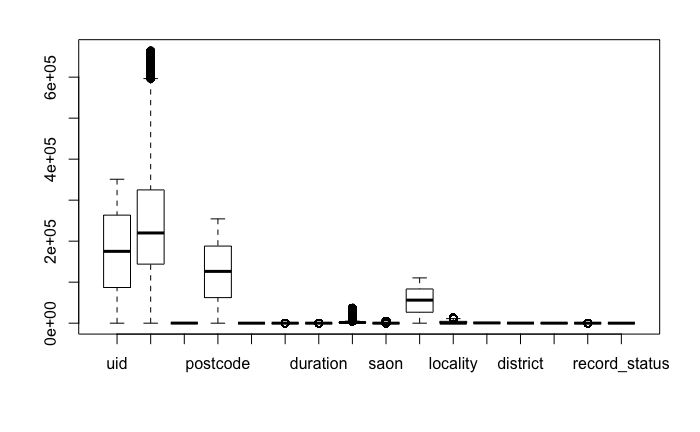 6e+05
4e+05
2e+05
0e+00
uid postcode duration saon locality district record_status